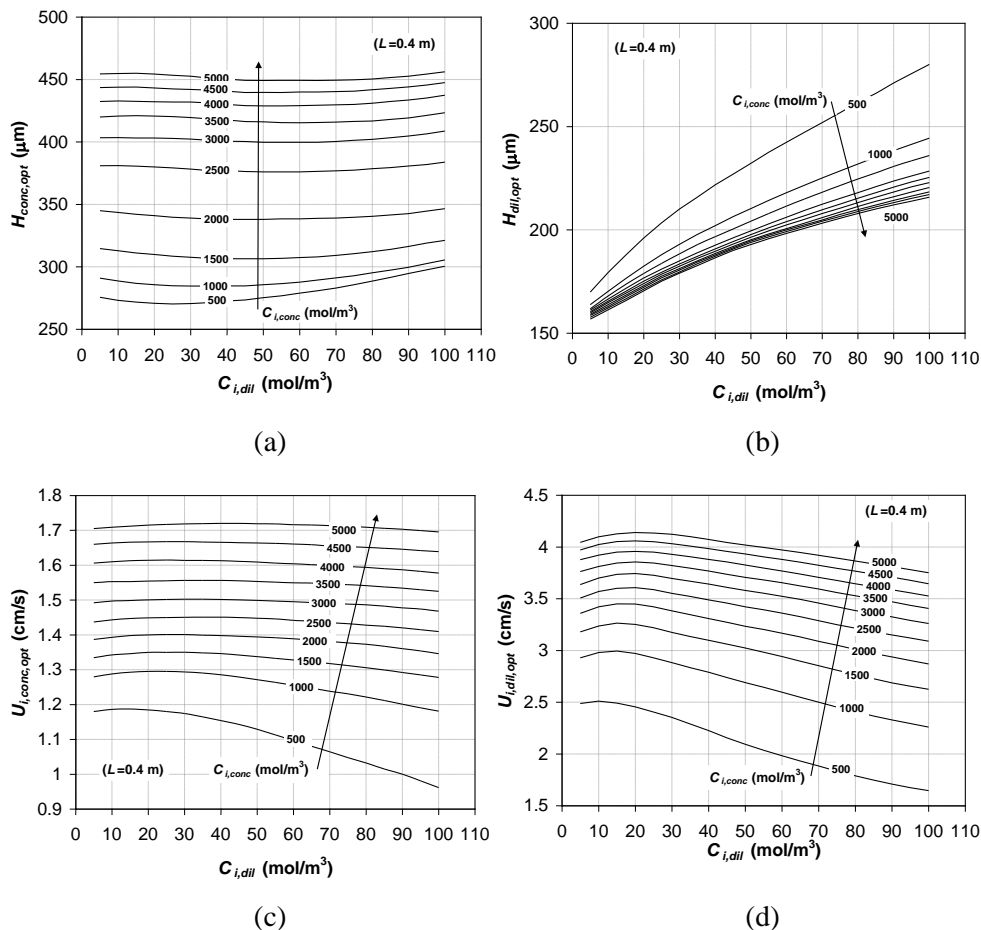 500
450
400
350
300
250
H_conc,opt (μm)
(L=0.4 m)
5000
4500
4000
3500
3000
2500
2000
1500
1000
500
C_i,conc (mol/m³)
0 10 20 30 40 50 60 70 80 90 100 110
C_i,dil (mol/m³)
(a)
300
250
200
150
H_dil,opt (μm)
(L=0.4 m)
C_i,conc (mol/m³)
500
1000
5000
0 10 20 30 40 50 60 70 80 90 100 110
C_i,dil (mol/m³)
(b)
1.8
1.7
1.6
1.5
1.4
1.3
1.2
1.1
1
0.9
U_i,conc,opt (cm/s)
5000
4500
4000
3500
3000
2500
2000
1500
1000
500
(L=0.4 m)
C_i,conc (mol/m³)
0 10 20 30 40 50 60 70 80 90 100 110
C_i,dil (mol/m³)
(c)
4.5
4
3.5
3
2.5
2
1.5
U_i,dil,opt (cm/s)
(L=0.4 m)
5000
4500
4000
3500
3000
2500
2000
1500
1000
500
C_i,conc (mol/m³)
0 10 20 30 40 50 60 70 80 90 100 110
C_i,dil (mol/m³)
(d)